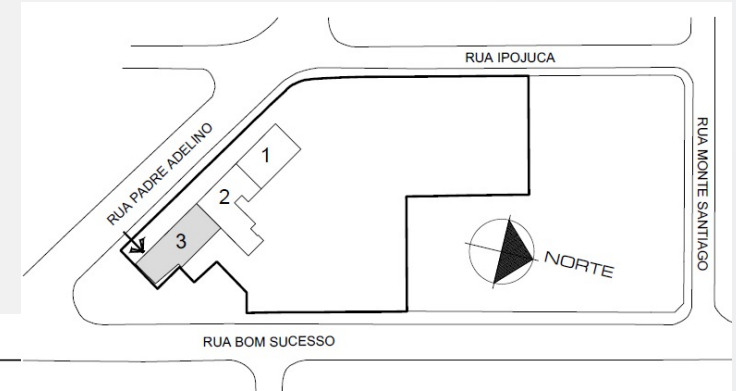 RUA IPOJUCA
RUA PADRE ADELINO
1
2
3
RUA MONTE SANTIAGO
NORTE
RUA BOM SUCESSO